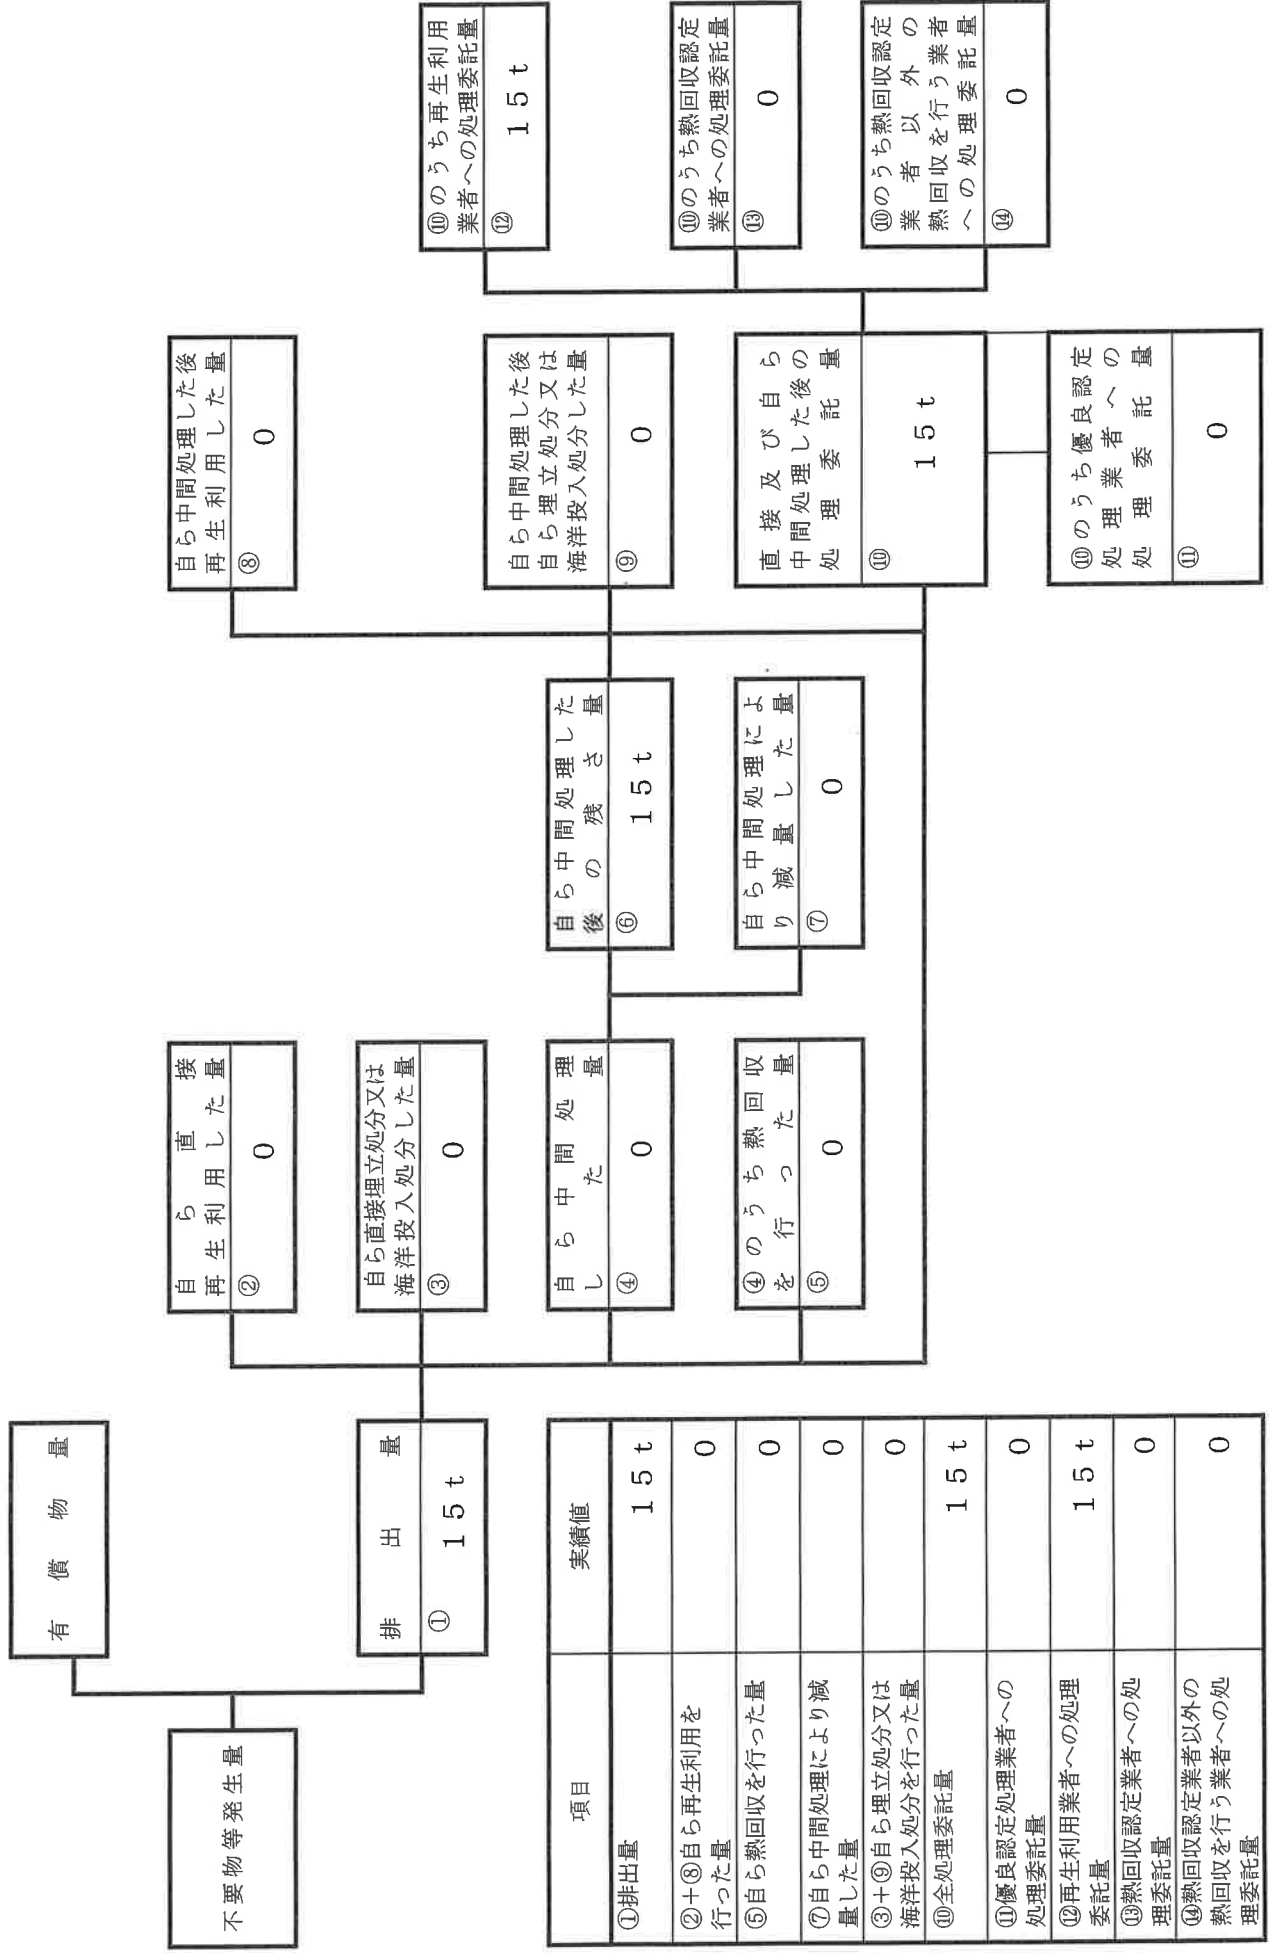 不要物等発生量
有償物量
排出量
① 15t
自ら直接
再生利用した量
② 0
自ら直接埋立処分又は
海洋投入処分した量
③ 0
自ら中間処理
した量
④ 0
④のうち熱回収
を行った量
⑤ 0
自ら中間処理した
後の残さ量
⑥ 15t
自ら中間処理によ
り減量した量
⑦ 0
自ら中間処理した後
再生利用した量
⑧ 0
自ら中間処理した後
自ら埋立処分又は
海洋投入処分した量
⑨ 0
直接及び自ら
中間処理した後の
処理委託量
⑩ 15t
⑩のうち優良認定
処理業者への
処理委託量
⑪ 0
⑩のうち再生利用
業者への処理委託量
⑫ 15t
⑩のうち熱回収認定
業者への処理委託量
⑬ 0
⑩のうち熱回収認定
業者以外の
熱回収を行う業者
への処理委託量
⑭ 0
項目 実績値
①排出量 15t
②+⑧自ら再生利用を
行った量 0
⑤自ら熱回収を行った量 0
⑦自ら中間処理により減
量した量 0
③+⑨自ら埋立処分又は
海洋投入処分を行った量 0
⑩全処理委託量 15t
⑪優良認定処理業者への
処理委託量 0
⑫再生利用業者への処理
委託量 15t
⑬熱回収認定業者への処
理委託量 0
⑭熱回収認定業者以外の
熱回収を行う業者への処
理委託量 0